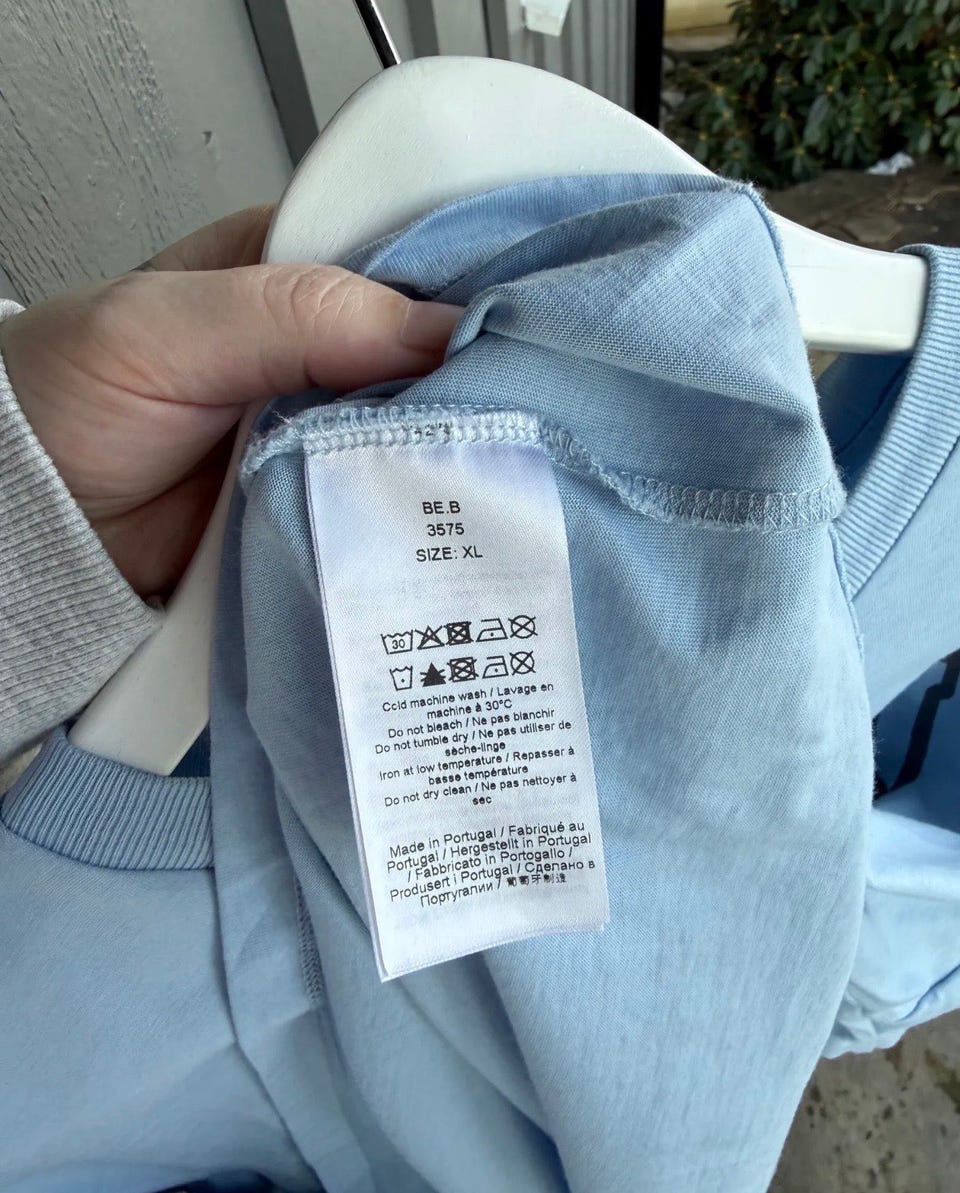 BE.B
3575
SIZE: XL
30
Cold machine wash / Lavage en
machine à 30°C
Do not bleach / Ne pas blanchir
Do not tumble dry / Ne pas utiliser de
sèche-linge
Iron at low temperature / Repasser à
basse température
Do not dry clean / Ne pas nettoyer à
sec
Made in Portugal / Fabriqué au
Portugal / Hergestellt in Portugal
/ Fabbricato in Portogallo /
Produsert i Portugal / Сделано в
Португалии / 葡萄牙制造